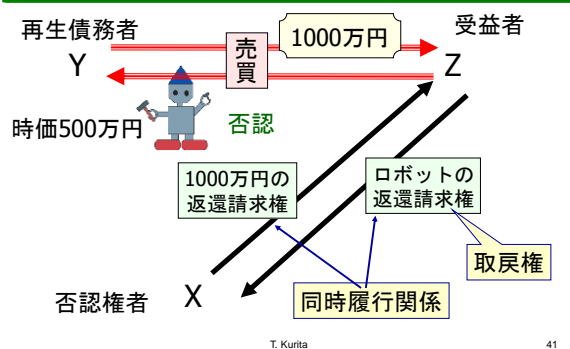 再生債務者
Y
売
買
1000万円
受益者
Z
時価500万円
否認
1000万円の
返還請求権
ロボットの
返還請求権
取戻権
否認権者
X
同時履行関係
T. Kurita
41